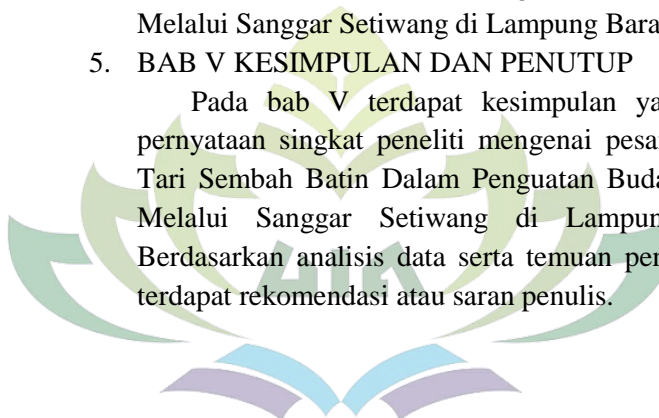 Melalui Sanggar Setiwang di Lampung Bara
5. BAB V KESIMPULAN DAN PENUTUP
Pada bab V terdapat kesimpulan ya
pernyataan singkat peneliti mengenai pesan
Tari Sembah Batin Dalam Penguatan Buda
Melalui Sanggar Setiwang di Lampun
Berdasarkan analisis data serta temuan pen
terdapat rekomendasi atau saran penulis.